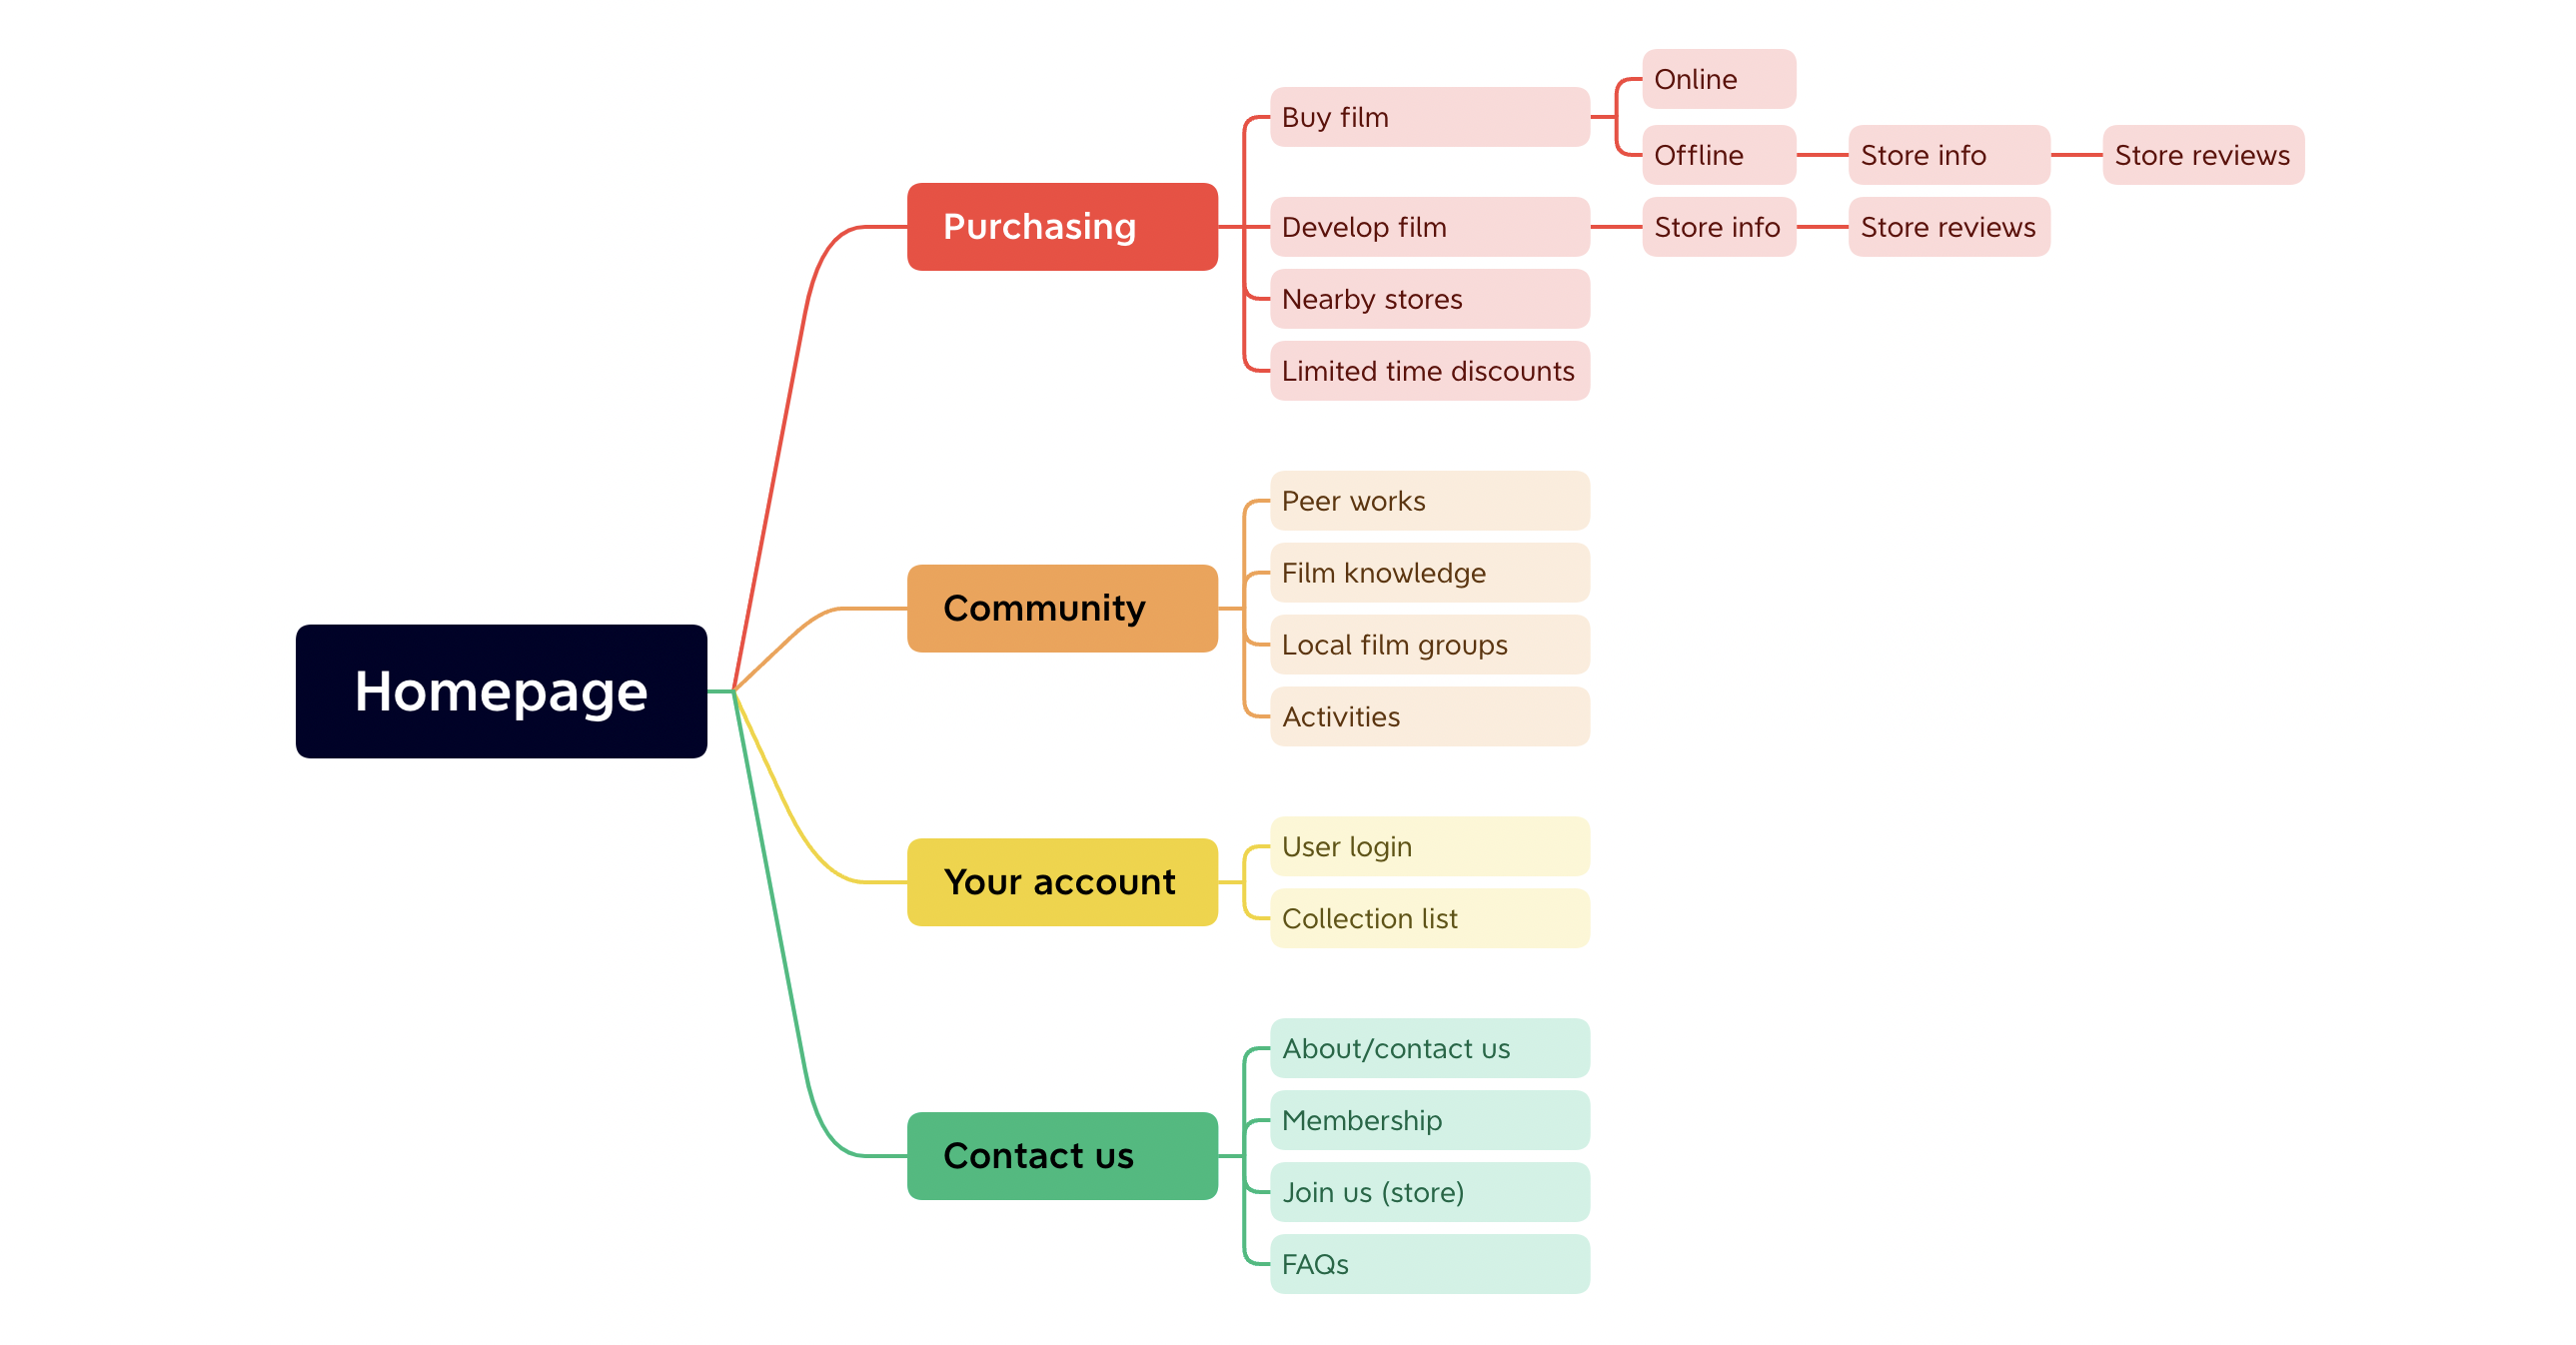 Homepage
Purchasing
Buy film
Online
Offline
Store info
Store reviews
Develop film
Store info
Store reviews
Nearby stores
Limited time discounts
Community
Peer works
Film knowledge
Local film groups
Activities
Your account
User login
Collection list
Contact us
About/contact us
Membership
Join us (store)
FAQs